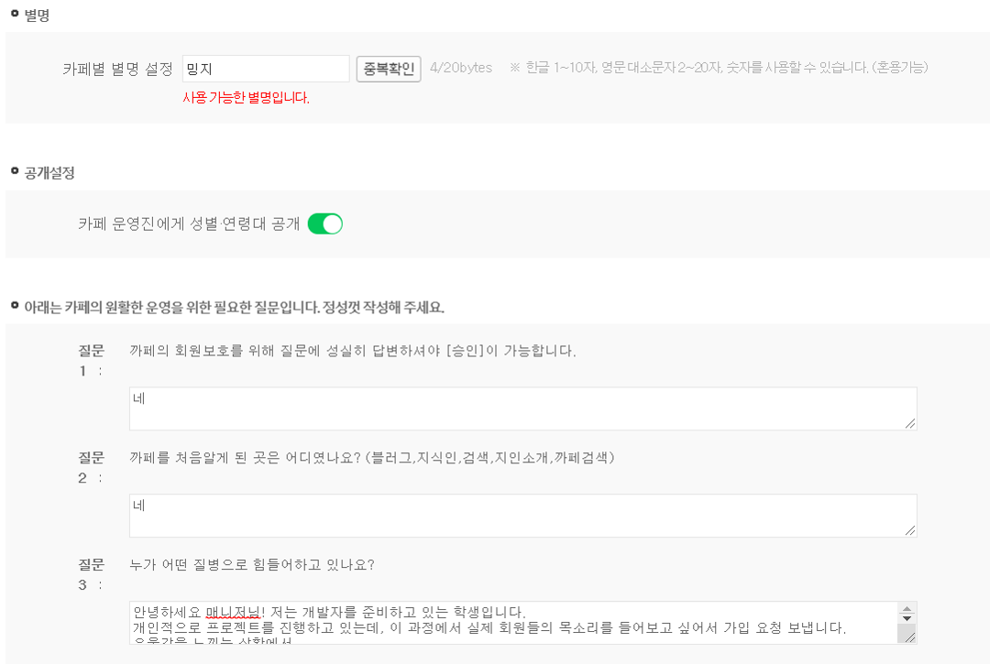 별명
카페별 별명 설정 밍지 중복확인 4/20bytes ※ 한글 1~10자, 영문 대소문자 2~20자, 숫자를 사용할 수 있습니다. (혼용가능)
사용 가능한 별명입니다.
공개설정
카페 운영진에게 성별·연령대 공개
아래는 카페의 원활한 운영을 위한 필요한 질문입니다. 정성껏 작성해 주세요.
질문 까페의 회원보호를 위해 질문에 성실히 답변하셔야 [승인]이 가능합니다.
1 :
네
질문 까페를 처음알게 된 곳은 어디였나요? (블러그,지식인,검색,지인소개,까페검색)
2 :
네
질문 누가 어떤 질병으로 힘들어하고 있나요?
3 :
안녕하세요 매니저님! 저는 개발자를 준비하고 있는 학생입니다.
개인적으로 프로젝트를 진행하고 있는데, 이 과정에서 실제 회원들의 목소리를 들어보고 싶어서 가입 요청 보냅니다.